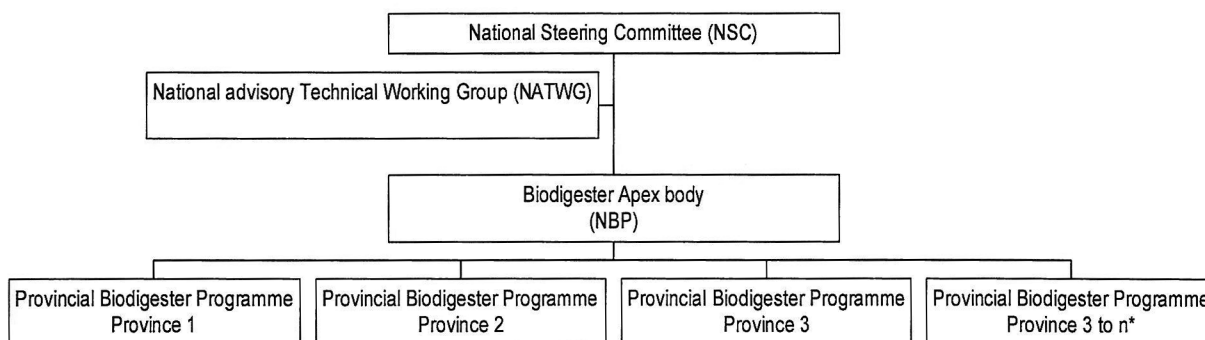 National Steering Committee (NSC)
National advisory Technical Working Group (NATWG)
Biodigester Apex body
(NBP)
Provincial Biodigester Programme
Province 1
Provincial Biodigester Programme
Province 2
Provincial Biodigester Programme
Province 3
Provincial Biodigester Programme
Province 3 to n*